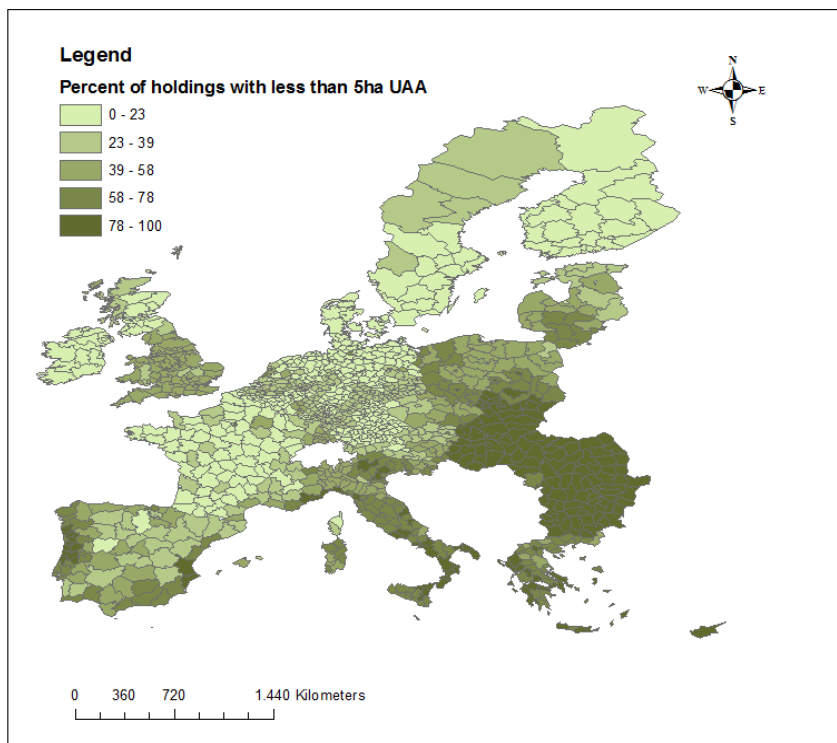 Legend
Percent of holdings with less than 5ha UAA
0 - 23
23 - 39
39 - 58
58 - 78
78 - 100
N
W E
S
0 360 720 1.440 Kilometers